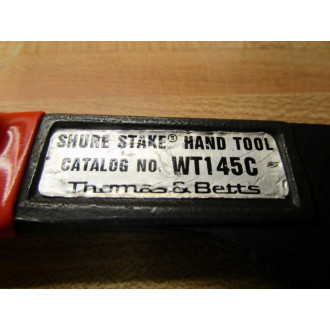 SHURE STAKE® HAND TOOL
CATALOG NO. WT145C
Thomas & Betts